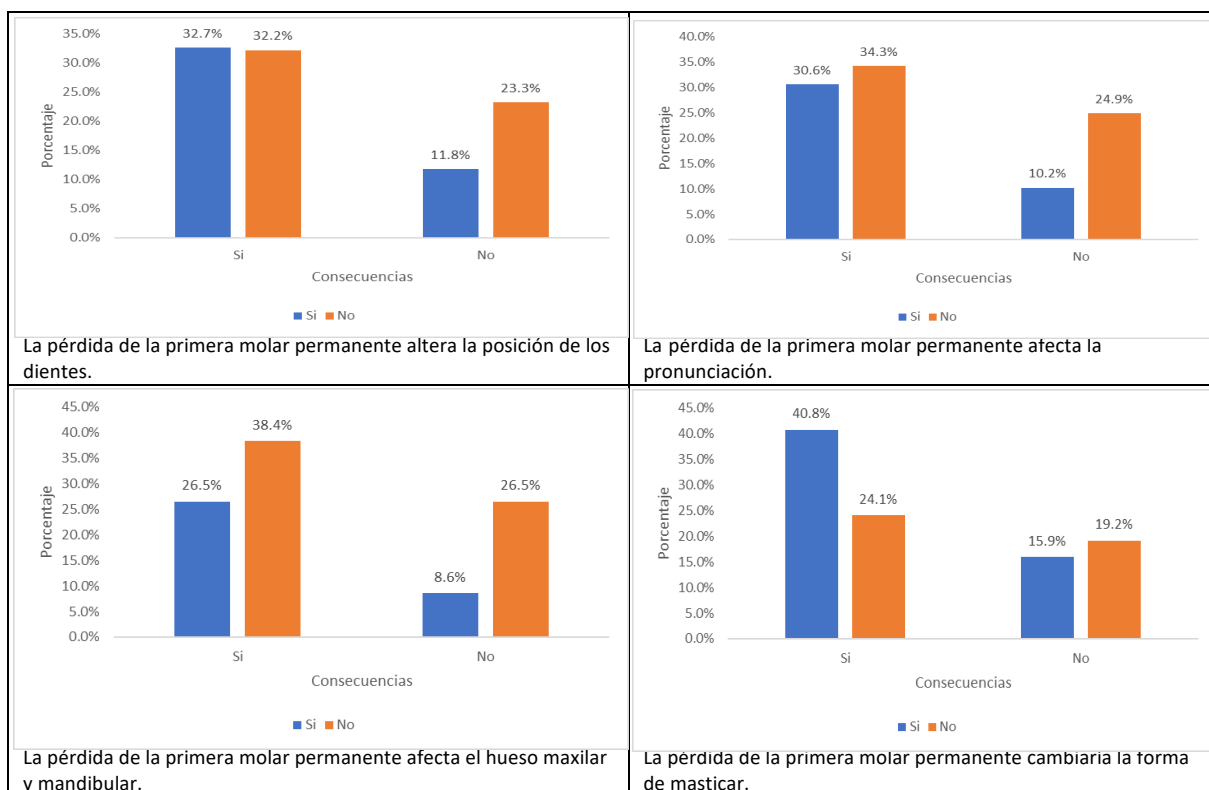 35.0%
30.0%
25.0%
20.0%
15.0%
10.0%
5.0%
0.0%
Porcentaje
32.7%
32.2%
11.8%
23.3%
Si
No
Consecuencias
Si No
La pérdida de la primera molar permanente altera la posición de los
dientes.
40.0%
35.0%
30.0%
25.0%
20.0%
15.0%
10.0%
5.0%
0.0%
Porcentaje
30.6%
34.3%
10.2%
24.9%
Si
No
Consecuencias
Si No
La pérdida de la primera molar permanente afecta la
pronunciación.
45.0%
40.0%
35.0%
30.0%
25.0%
20.0%
15.0%
10.0%
5.0%
0.0%
Porcentaje
26.5%
38.4%
8.6%
26.5%
Si
No
Consecuencias
Si No
La pérdida de la primera molar permanente afecta el hueso maxilar
y mandibular.
45.0%
40.0%
35.0%
30.0%
25.0%
20.0%
15.0%
10.0%
5.0%
0.0%
Porcentaje
40.8%
24.1%
15.9%
19.2%
Si
No
Consecuencias
Si No
La pérdida de la primera molar permanente cambiaría la forma
de masticar.